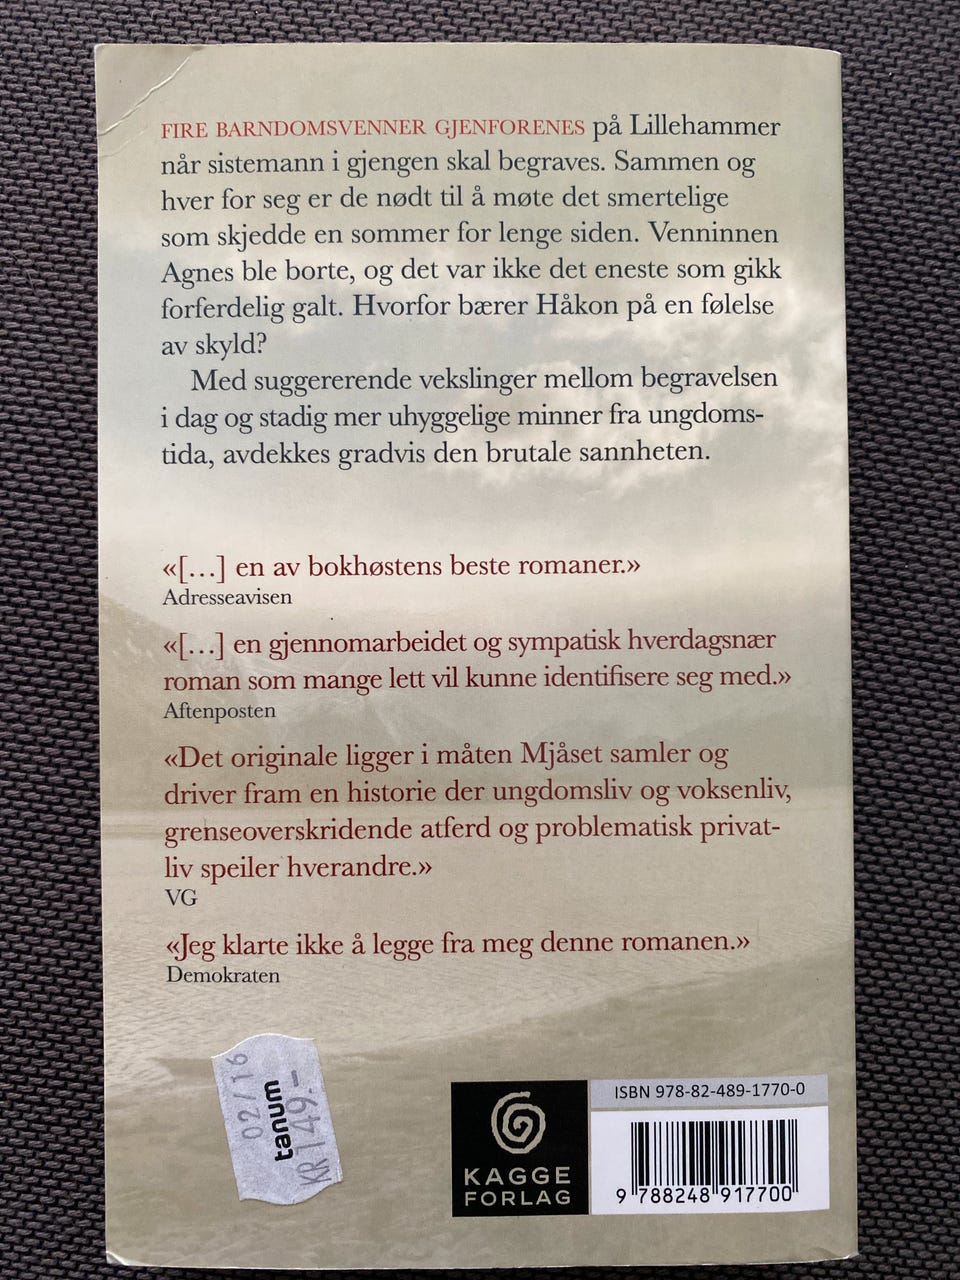 FIRE BARNDOMSVENNER GJENFORENES på Lillehammer
når sistemann i gjengen skal begraves. Sammen og
hver for seg er de nødt til å møte det smertelige
som skjedde en sommer for lenge siden. Venninnen
Agnes ble borte, og det var ikke det eneste som gikk
forferdelig galt. Hvorfor bærer Håkon på en følelse
av skyld?
Med suggererende vekslinger mellom begravelsen
i dag og stadig mer uhyggelige minner fra ungdoms-
tida, avdekkes gradvis den brutale sannheten.
«[…] en av bokhøstens beste romaner.»
Adresseavisen
«[…] en gjennomarbeidet og sympatisk hverdagsnær
roman som mange lett vil kunne identifisere seg med.»
Aftenposten
«Det originale ligger i måten Mjåset samler og
driver fram en historie der ungdomsliv og voksenliv,
grenseoverskridende atferd og problematisk privat-
liv speiler hverandre.»
VG
«Jeg klarte ikke å legge fra meg denne romanen.»
Demokraten
02/16
tanum
KR 149.-
KAGGE
FORLAG
ISBN 978-82-489-1770-0
9 788248 917700